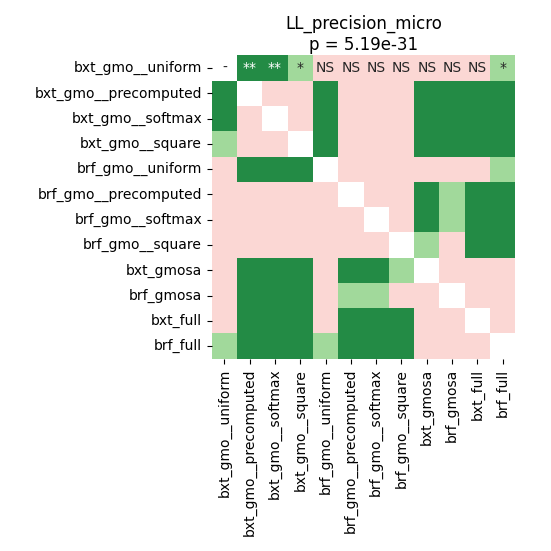 LL_precision_micro
p = 5.19e-31
bxt_gmo__uniform - ** ** * NS NS NS NS NS NS NS *
bxt_gmo__precomputed
bxt_gmo__softmax
bxt_gmo__square
brf_gmo__uniform
brf_gmo__precomputed
brf_gmo__softmax
brf_gmo__square
bxt_gmosa
brf_gmosa
bxt_full
brf_full
bxt_gmo__uniform
bxt_gmo__precomputed
bxt_gmo__softmax
bxt_gmo__square
brf_gmo__uniform
brf_gmo__precomputed
brf_gmo__softmax
brf_gmo__square
bxt_gmosa
brf_gmosa
bxt_full
brf_full